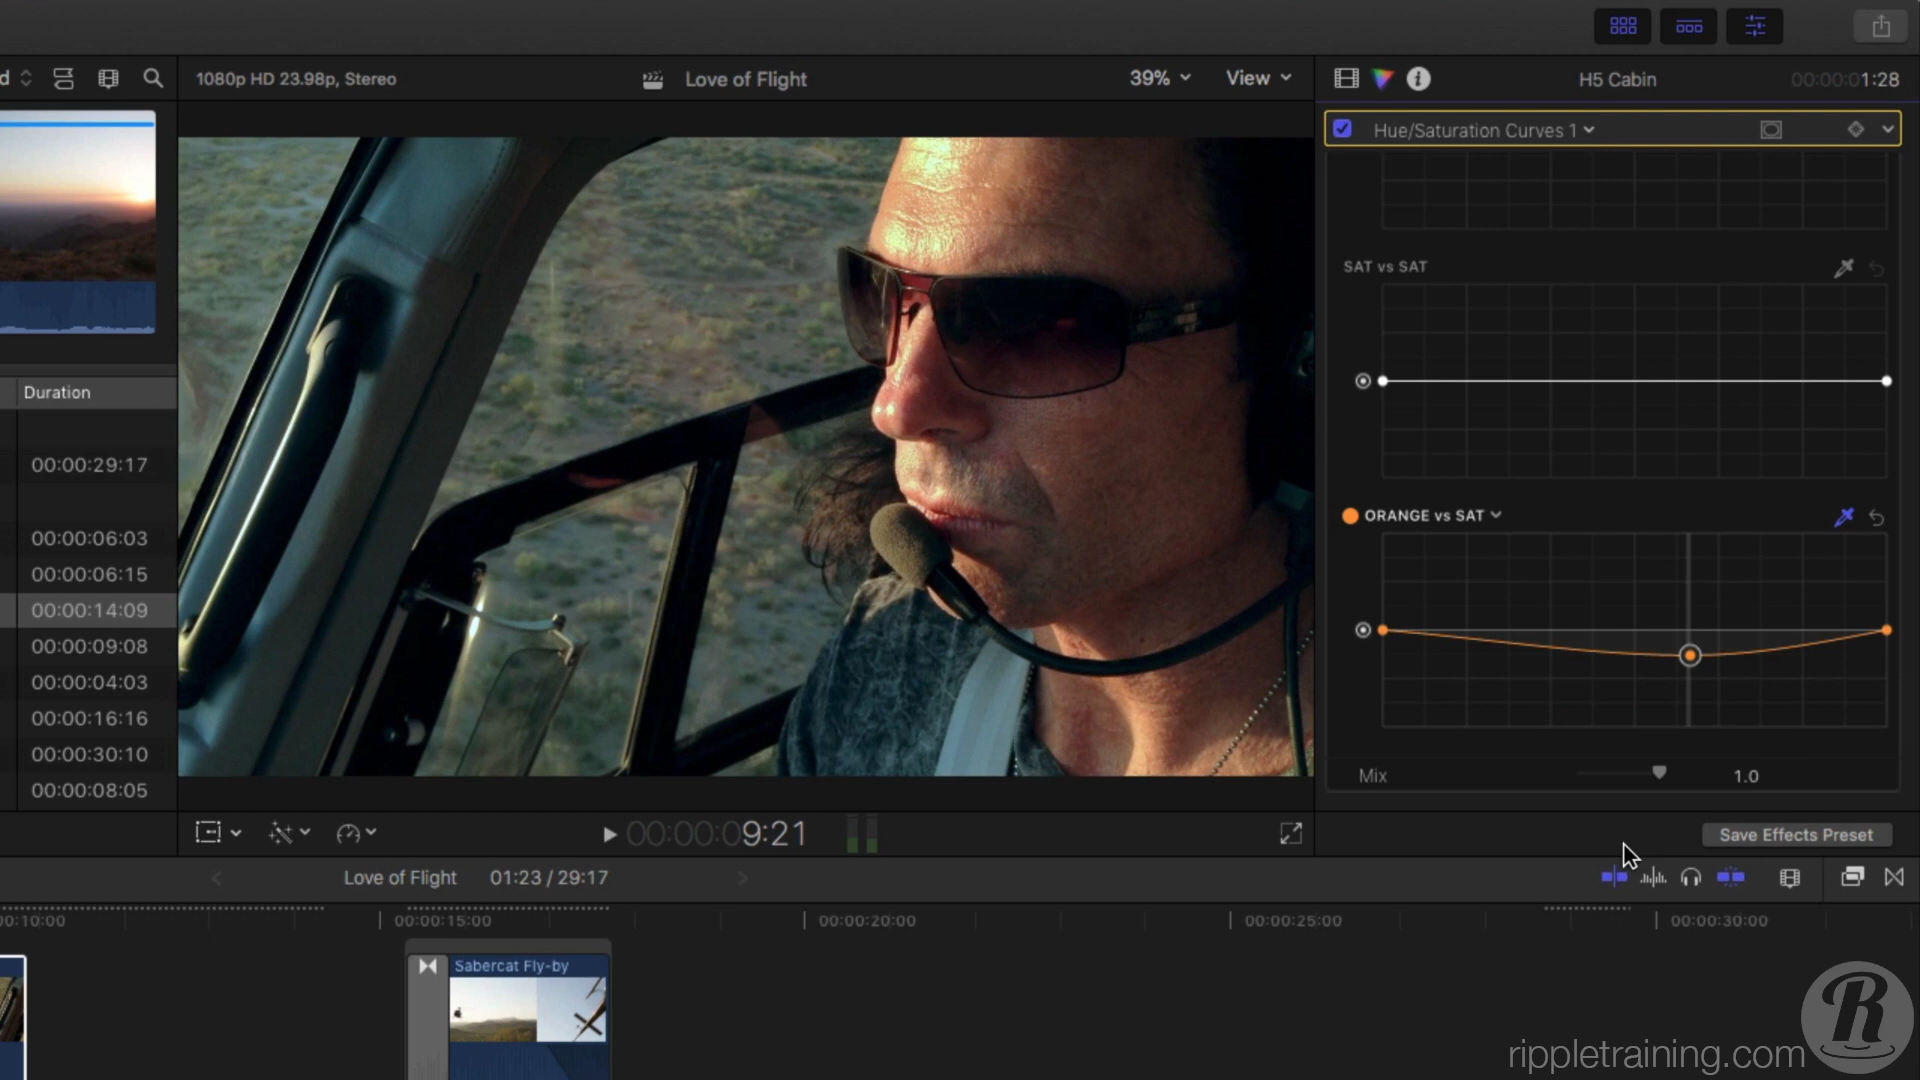 d
1080p HD 23.98p, Stereo
Love of Flight
39%
View
H5 Cabin
00:00:01:28
Hue/Saturation Curves 1
SAT vs SAT
Duration
00:00:29:17
00:00:06:03
00:00:06:15
00:00:14:09
00:00:09:08
00:00:04:03
00:00:16:16
00:00:30:10
00:00:08:05
ORANGE vs SAT
Mix
1.0
00:00:09:21
Save Effects Preset
Love of Flight
01:23 / 29:17
00:10:00
00:00:15:00
00:00:20:00
00:00:25:00
00:00:30:00
Sabercat Fly-by
R
rippletraining.com